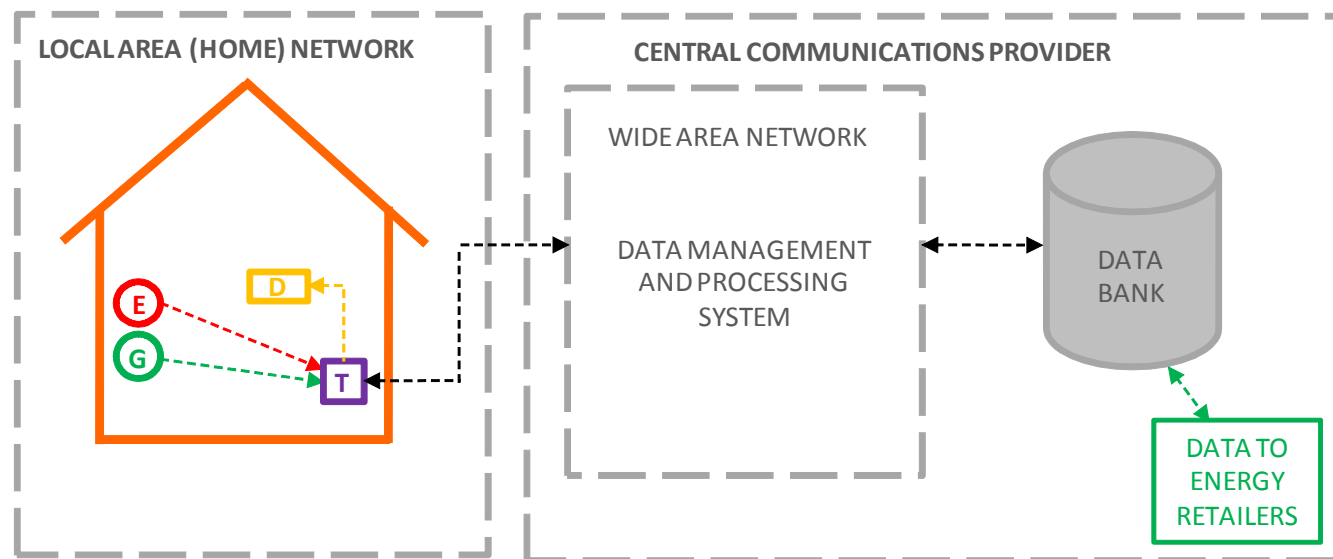 LOCAL AREA (HOME) NETWORK
E
G
D
T
CENTRAL COMMUNICATIONS PROVIDER
WIDE AREA NETWORK
DATA MANAGEMENT
AND PROCESSING
SYSTEM
DATA
BANK
DATA TO
ENERGY
RETAILERS